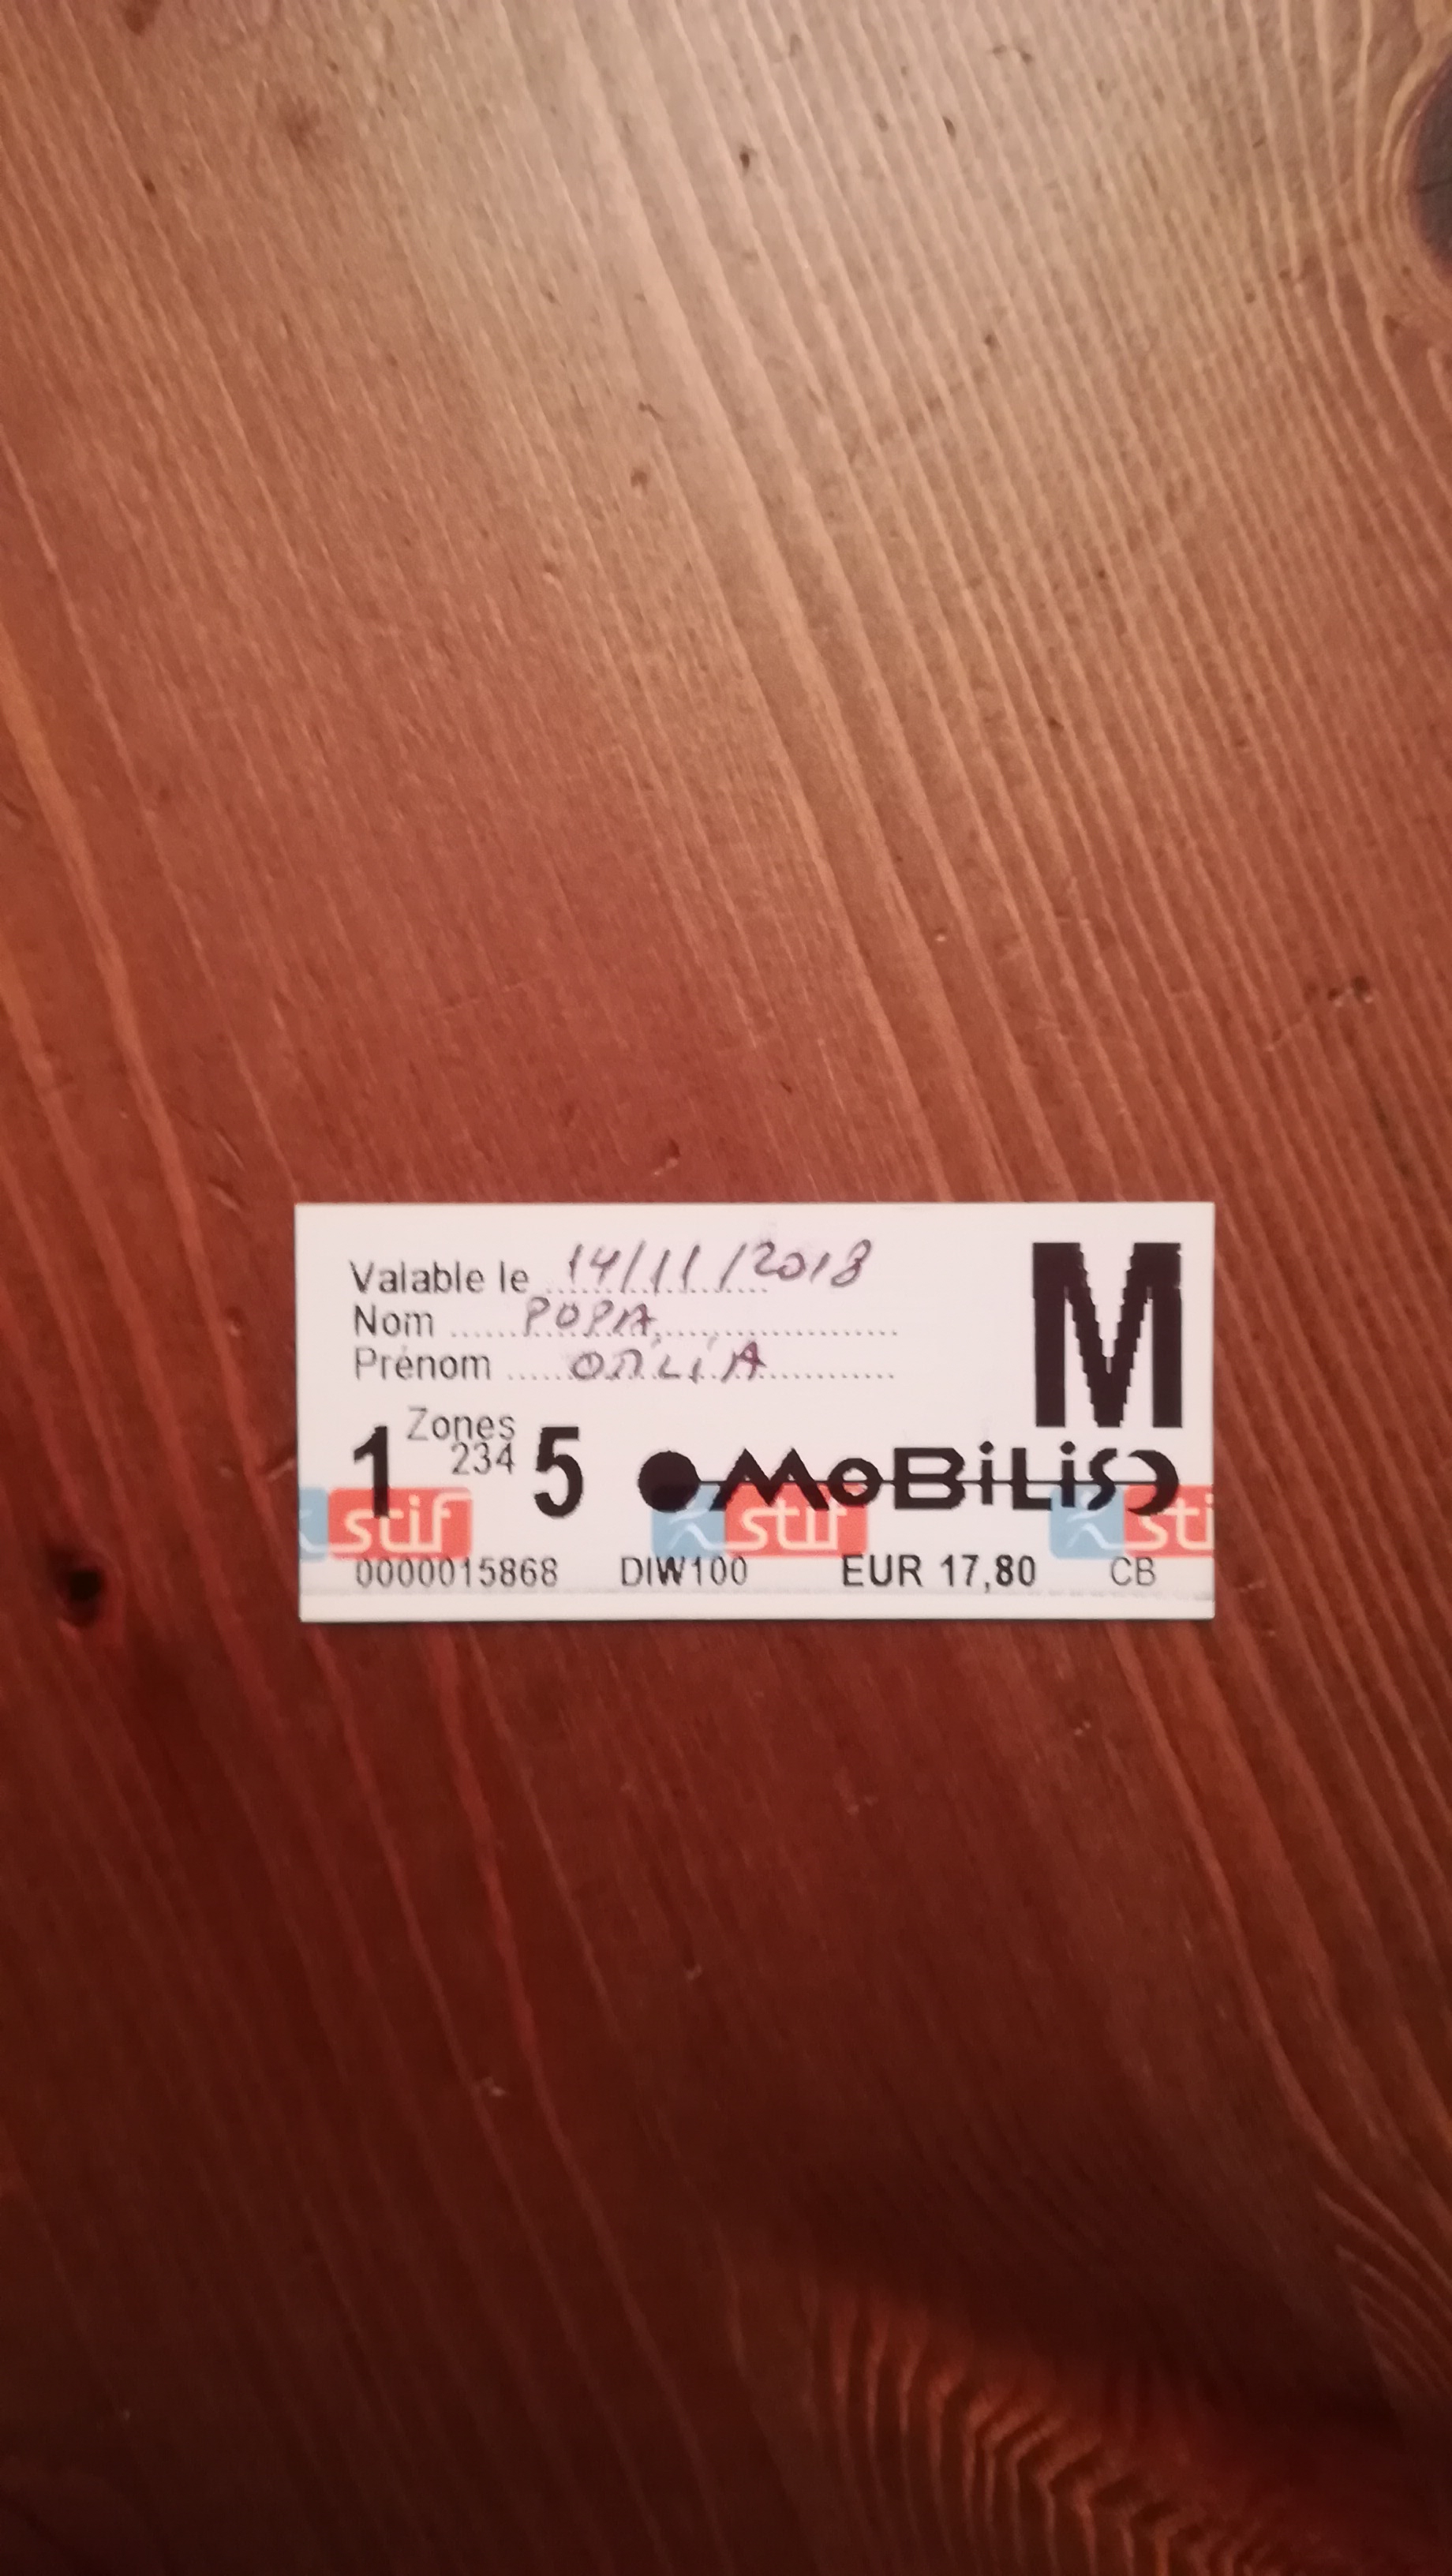 Valable le 14/11/2018
Nom ...... POPA
Prénom ......
M
Zones
1 234 5
MOBiLiS
stif stif sti
0000015868 DIW100 EUR 17,80 CB